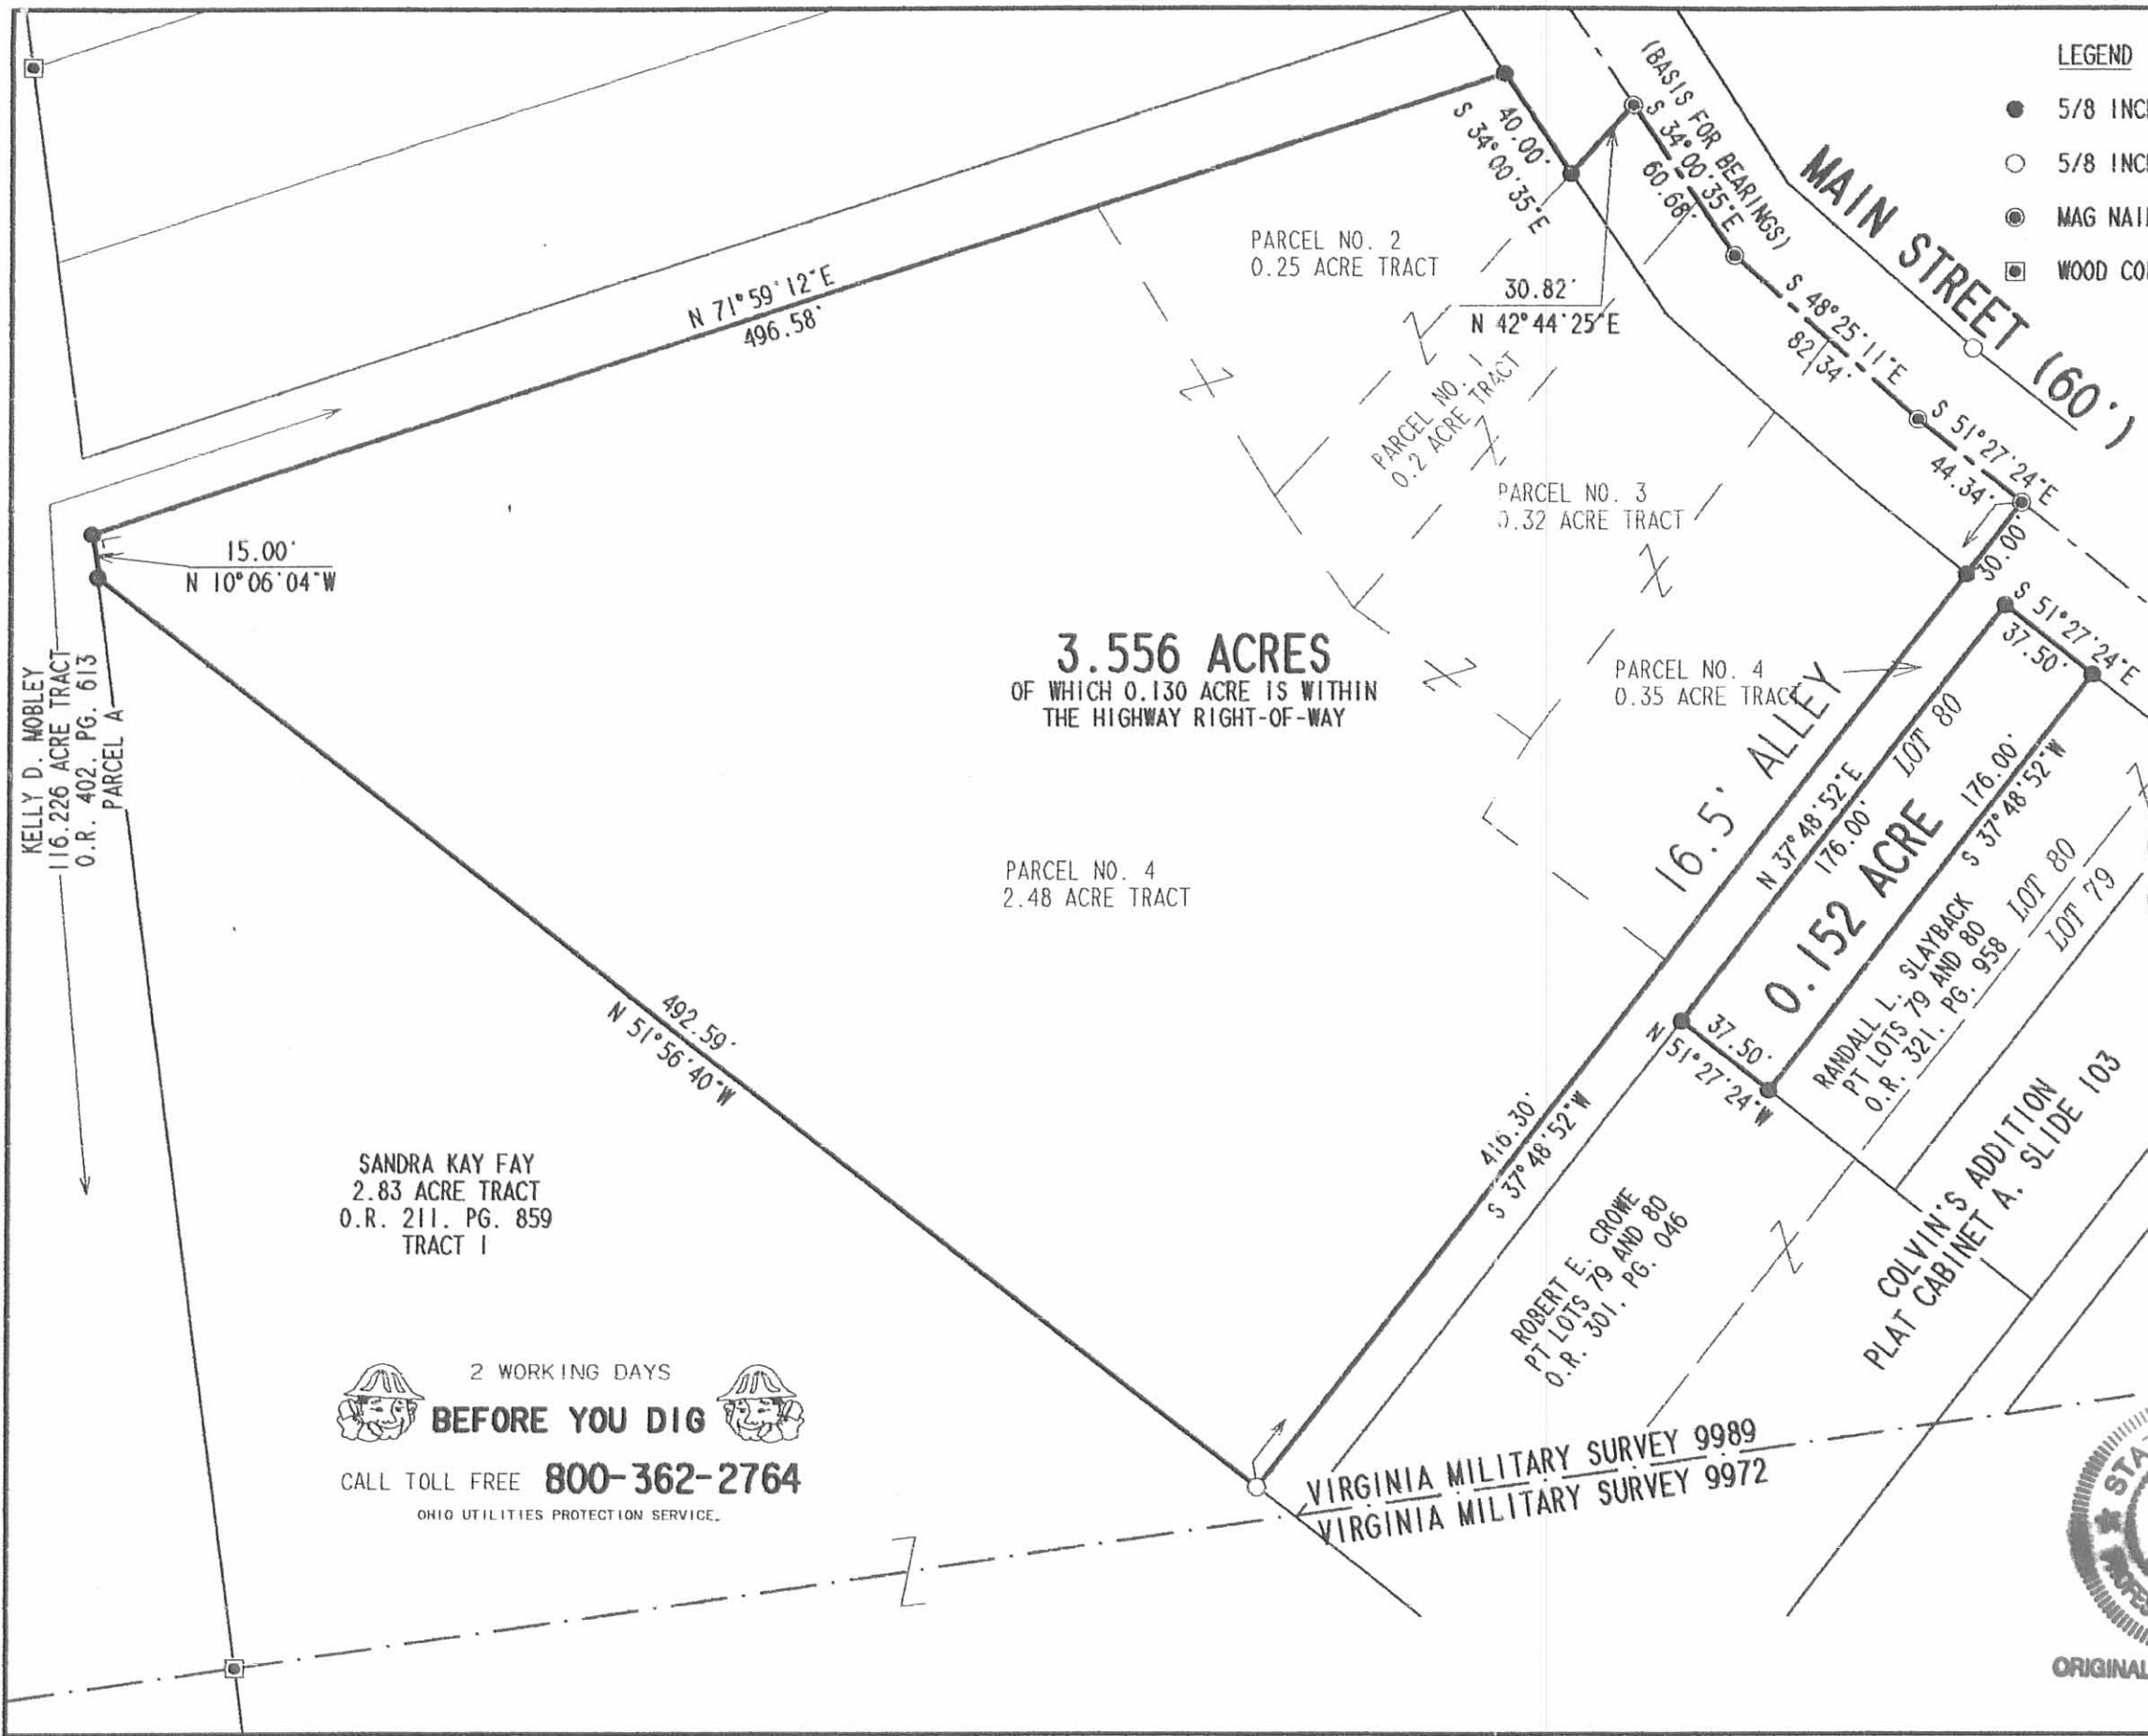 LEGEND
5/8 INC
5/8 INC
MAG NAI
WOOD CO
(BASIS FOR BEARINGS)
S 34°00'35"E
60.68'
MAIN STREET (60')
40.00'
S 34°00'35"E
PARCEL NO. 2
0.25 ACRE TRACT
30.82'
N 42°44'25"E
S 48°25'11"E
82.34'
S 51°27'24"E
44.34'
30.00'
N 71°59'12"E
496.58'
PARCEL NO. 1
0.2 ACRE TRACT
PARCEL NO. 3
0.32 ACRE TRACT
15.00'
N 10°06'04"W
KELLY D. MOBLEY
116.226 ACRE TRACT
O.R. 402, PG. 613
PARCEL A
3.556 ACRES
OF WHICH 0.130 ACRE IS WITHIN
THE HIGHWAY RIGHT-OF-WAY
PARCEL NO. 4
0.35 ACRE TRACT
S 51°27'24"E
37.50'
16.5' ALLEY
LOT 80
N 37°48'52"E
176.00'
0.152 ACRE
176.00'
S 37°48'52"W
PARCEL NO. 4
2.48 ACRE TRACT
37.50'
N 51°27'24"W
RANDALL L. SLAYBACK
PT LOTS 79 AND 80
O.R. 321, PG. 958
LOT 80
LOT 79
492.59'
N 51°56'40"W
416.30'
S 37°48'52"W
ROBERT E. CROWE
PT LOTS 79 AND 80
O.R. 301, PG. 046
COLVIN'S ADDITION
PLAT CABINET A, SLIDE 103
SANDRA KAY FAY
2.83 ACRE TRACT
O.R. 211, PG. 859
TRACT 1
2 WORKING DAYS
BEFORE YOU DIG
CALL TOLL FREE 800-362-2764
OHIO UTILITIES PROTECTION SERVICE.
VIRGINIA MILITARY SURVEY 9989
VIRGINIA MILITARY SURVEY 9972
STA
ORIGINAL